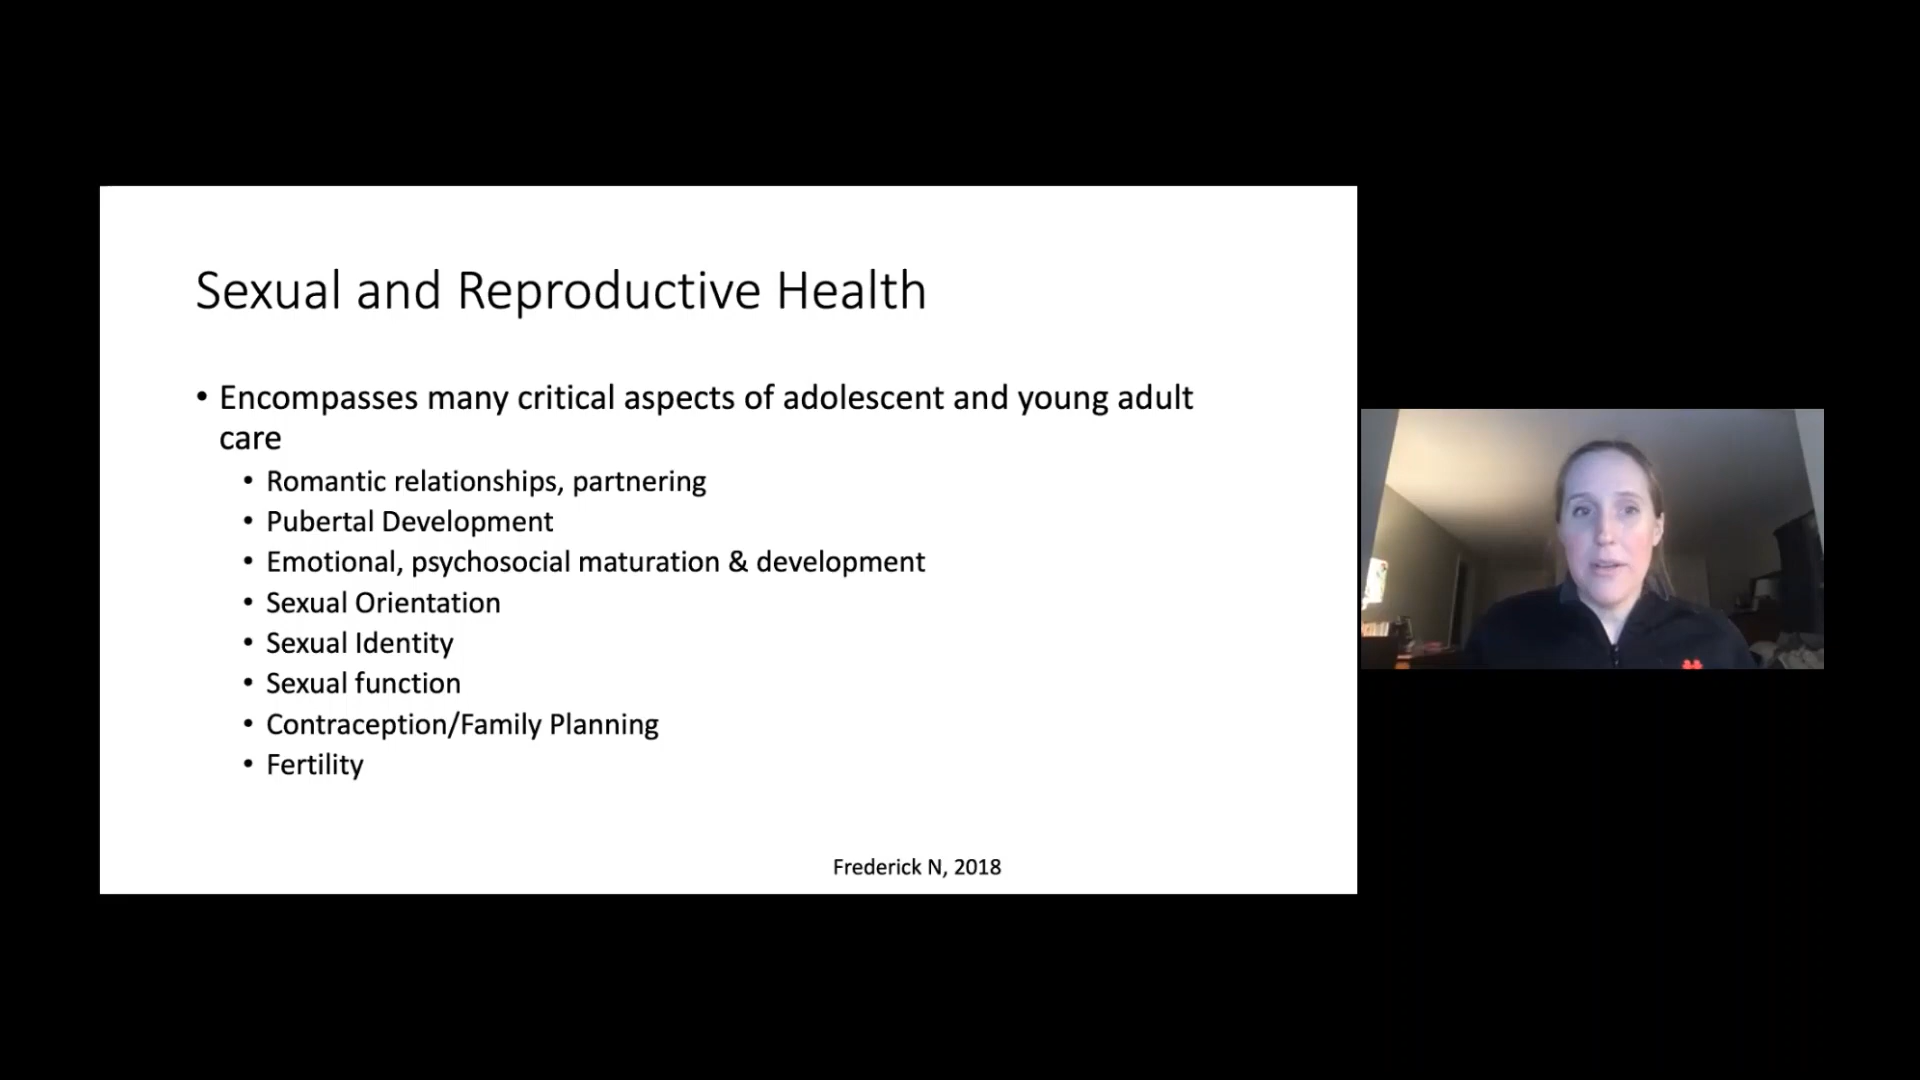 Sexual and Reproductive Health
• Encompasses many critical aspects of adolescent and young adult
care
• Romantic relationships, partnering
• Pubertal Development
• Emotional, psychosocial maturation & development
• Sexual Orientation
• Sexual Identity
• Sexual function
• Contraception/Family Planning
• Fertility
Frederick N, 2018